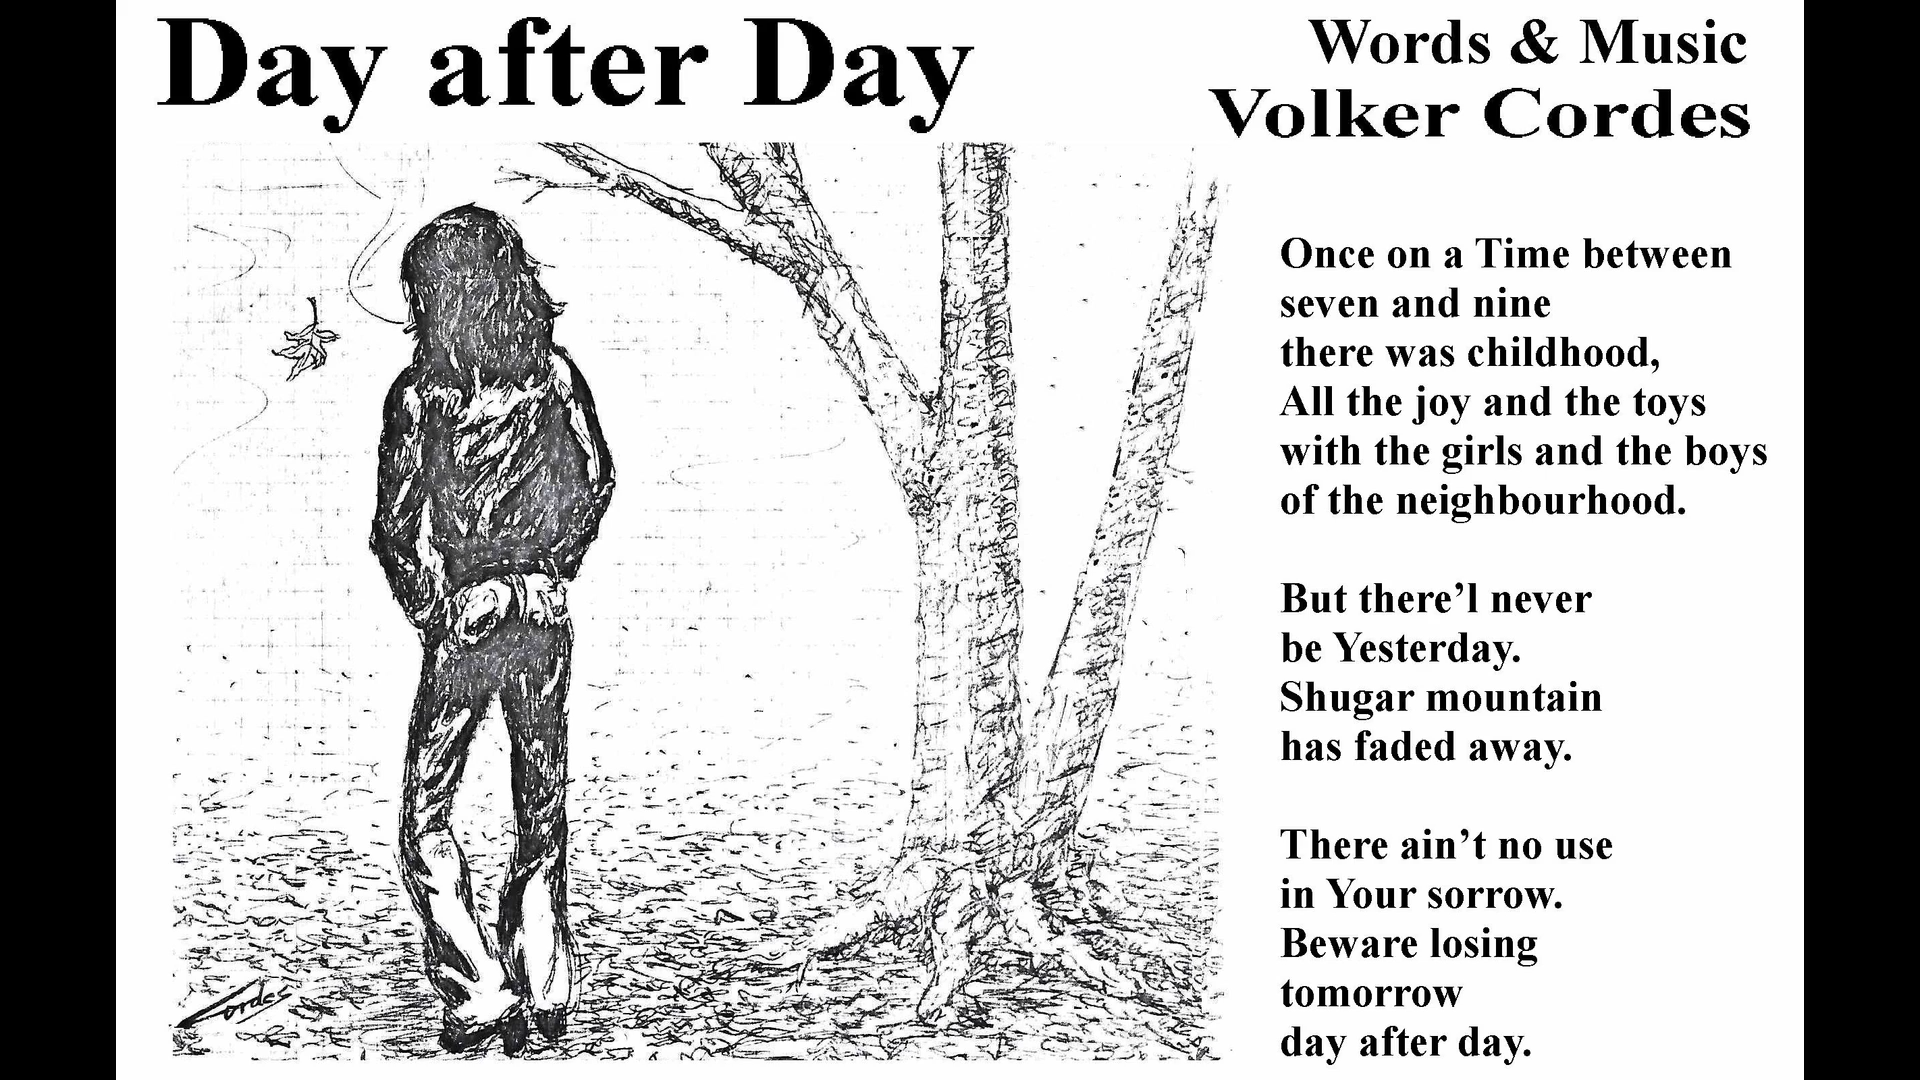 Day after Day
Words & Music
Volker Cordes
Once on a Time between
seven and nine
there was childhood,
All the joy and the toys
with the girls and the boys
of the neighbourhood.
But there’l never
be Yesterday.
Shugar mountain
has faded away.
There ain’t no use
in Your sorrow.
Beware losing
tomorrow
day after day.
Cordes